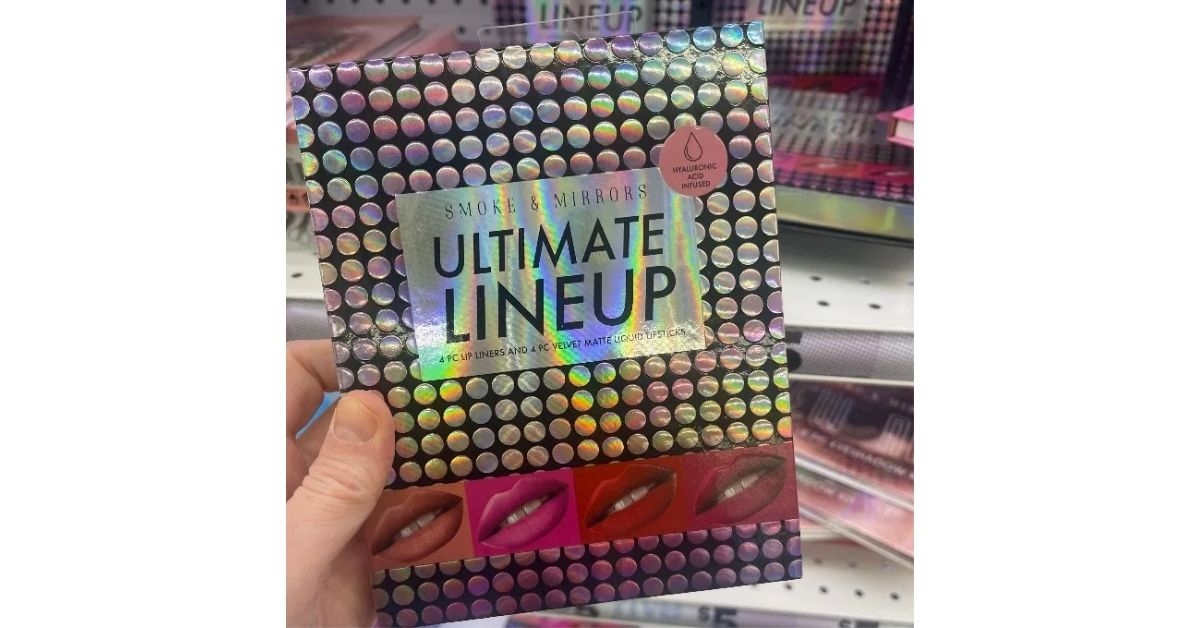 LINEUP
LINEUP
HYALURONIC
ACID
INFUSED
SMOKE & MIRRORS
ULTIMATE
LINEUP
4 PC LIP LINERS AND 4 PC VELVET MATTE LIQUID LIPSTICKS
$5